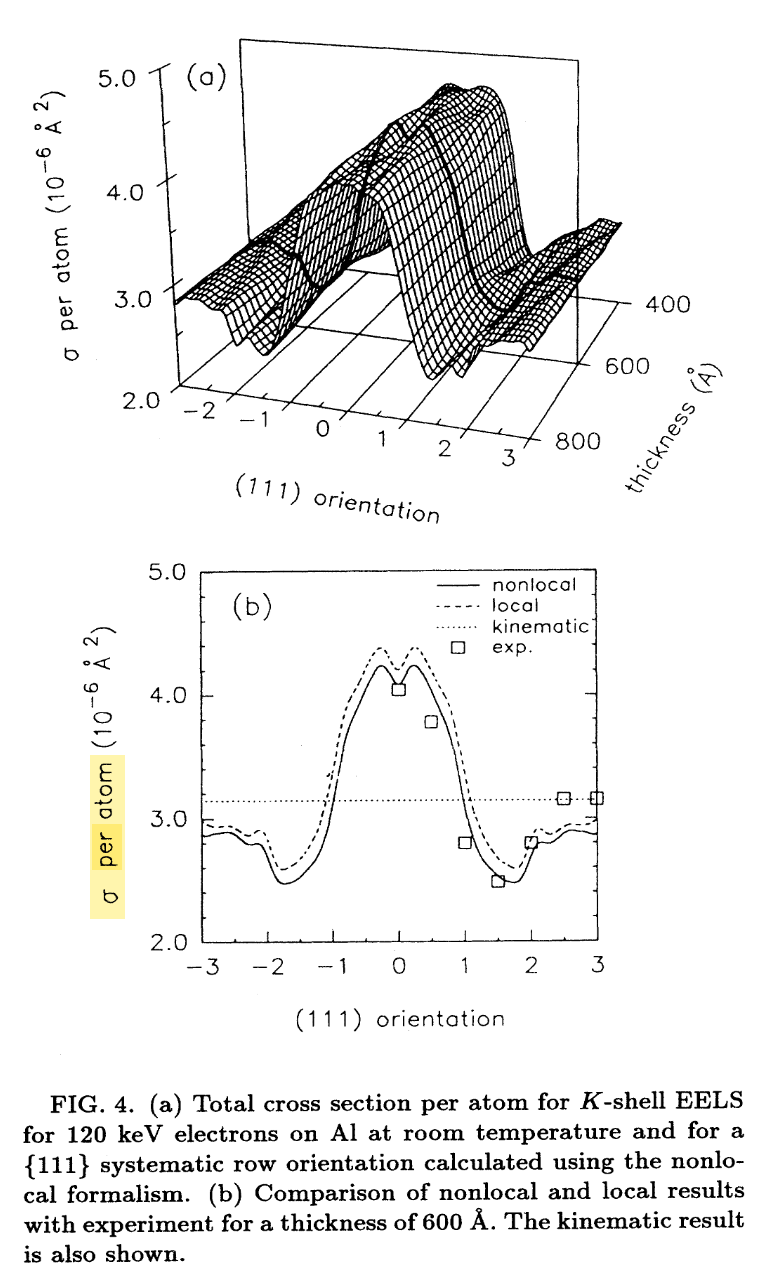 (a)
σ per atom (10⁻⁶ Å²)
5.0
4.0
3.0
2.0
−2
−1
0
1
2
3
(111) orientation
400
600
800
thickness (Å)
(b)
σ per atom (10⁻⁶ Å²)
5.0
4.0
3.0
2.0
nonlocal
local
kinematic
exp.
−3 −2 −1 0 1 2 3
(111) orientation
FIG. 4. (a) Total cross section per atom for K-shell EELS
for 120 keV electrons on Al at room temperature and for a
{111} systematic row orientation calculated using the nonlo-
cal formalism. (b) Comparison of nonlocal and local results
with experiment for a thickness of 600 Å. The kinematic result
is also shown.